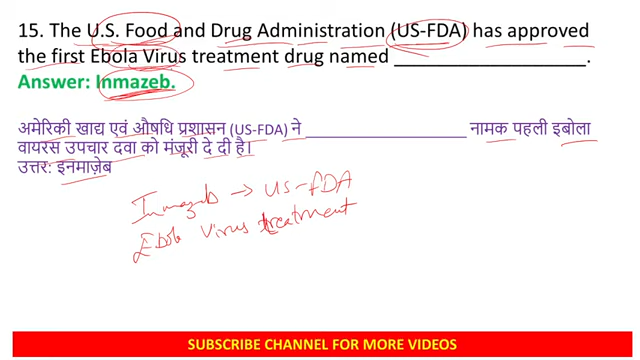 15. The U.S. Food and Drug Administration (US-FDA) has approved
the first Ebola Virus treatment drug named ____________________.
Answer: Inmazeb.
अमेरिकी खाद्य एवं औषधि प्रशासन (US-FDA) ने ____________________ नामक पहली इबोला
वायरस उपचार दवा को मंजूरी दे दी है।
उत्तर: इनमाज़ेब
Inmazeb → US-FDA
Ebola Virus treatment
SUBSCRIBE CHANNEL FOR MORE VIDEOS